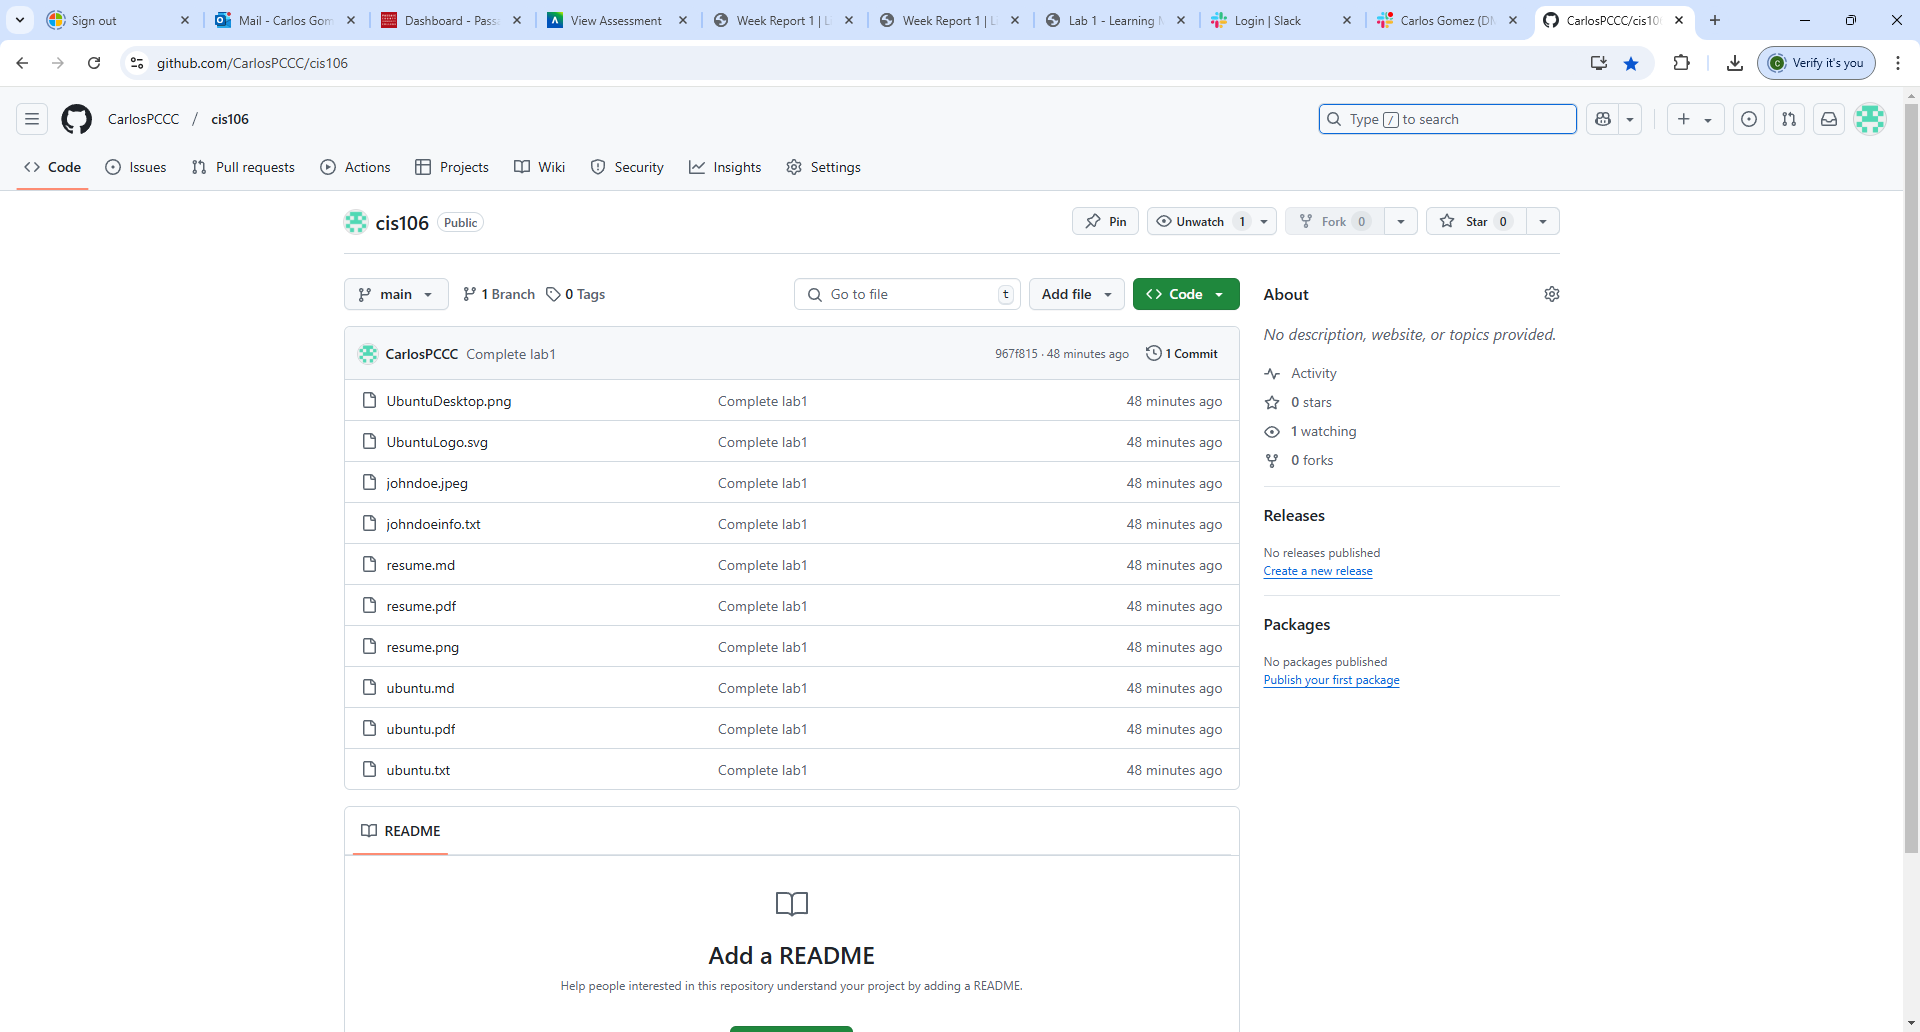 Sign out
Mail - Carlos Gom
Dashboard - Pass
View Assessment
Week Report 1 | Li
Week Report 1 | Li
Lab 1 - Learning M
Login | Slack
Carlos Gomez (DM
CarlosPCCC/cis106
github.com/CarlosPCCC/cis106
Verify it's you
CarlosPCCC / cis106
Type / to search
Code
Issues
Pull requests
Actions
Projects
Wiki
Security
Insights
Settings
cis106 Public
Pin
Unwatch 1
Fork 0
Star 0
main
1 Branch
0 Tags
Go to file t
Add file
Code
CarlosPCCC Complete lab1 967f815 · 48 minutes ago 1 Commit
UbuntuDesktop.png Complete lab1 48 minutes ago
UbuntuLogo.svg Complete lab1 48 minutes ago
johndoe.jpeg Complete lab1 48 minutes ago
johndoeinfo.txt Complete lab1 48 minutes ago
resume.md Complete lab1 48 minutes ago
resume.pdf Complete lab1 48 minutes ago
resume.png Complete lab1 48 minutes ago
ubuntu.md Complete lab1 48 minutes ago
ubuntu.pdf Complete lab1 48 minutes ago
ubuntu.txt Complete lab1 48 minutes ago
README
Add a README
Help people interested in this repository understand your project by adding a README.
About
No description, website, or topics provided.
Activity
0 stars
1 watching
0 forks
Releases
No releases published
Create a new release
Packages
No packages published
Publish your first package